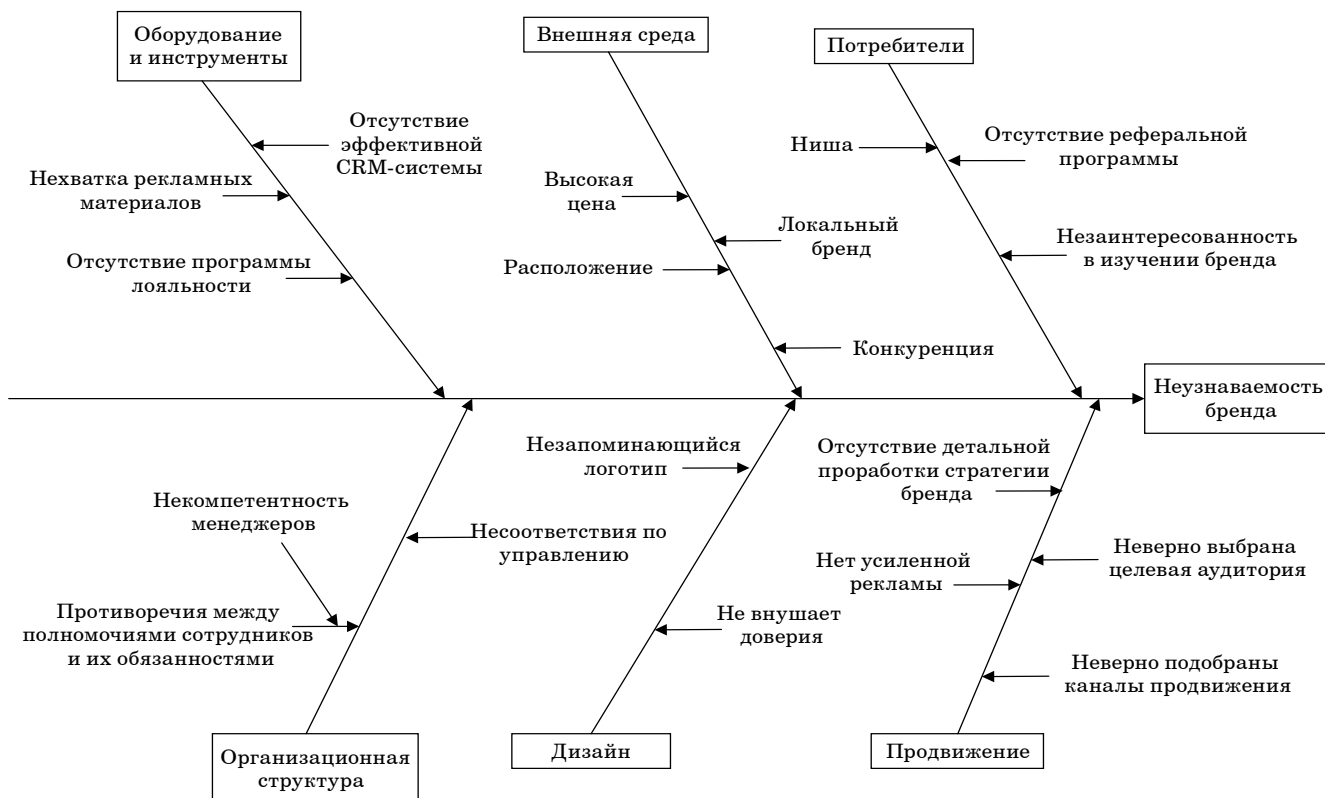 Оборудование
и инструменты
Внешняя среда
Потребители
Отсутствие
эффективной
CRM-системы
Нехватка рекламных
материалов
Отсутствие программы
лояльности
Высокая
цена
Локальный
бренд
Расположение
Конкуренция
Ниша
Отсутствие реферальной
программы
Незаинтересованность
в изучении бренда
Неузнаваемость
бренда
Некомпетентность
менеджеров
Несоответствия по
управлению
Противоречия между
полномочиями сотрудников
и их обязанностями
Незапоминающийся
логотип
Не внушает
доверия
Отсутствие детальной
проработки стратегии
бренда
Нет усиленной
рекламы
Неверно выбрана
целевая аудитория
Неверно подобраны
каналы продвижения
Организационная
структура
Дизайн
Продвижение